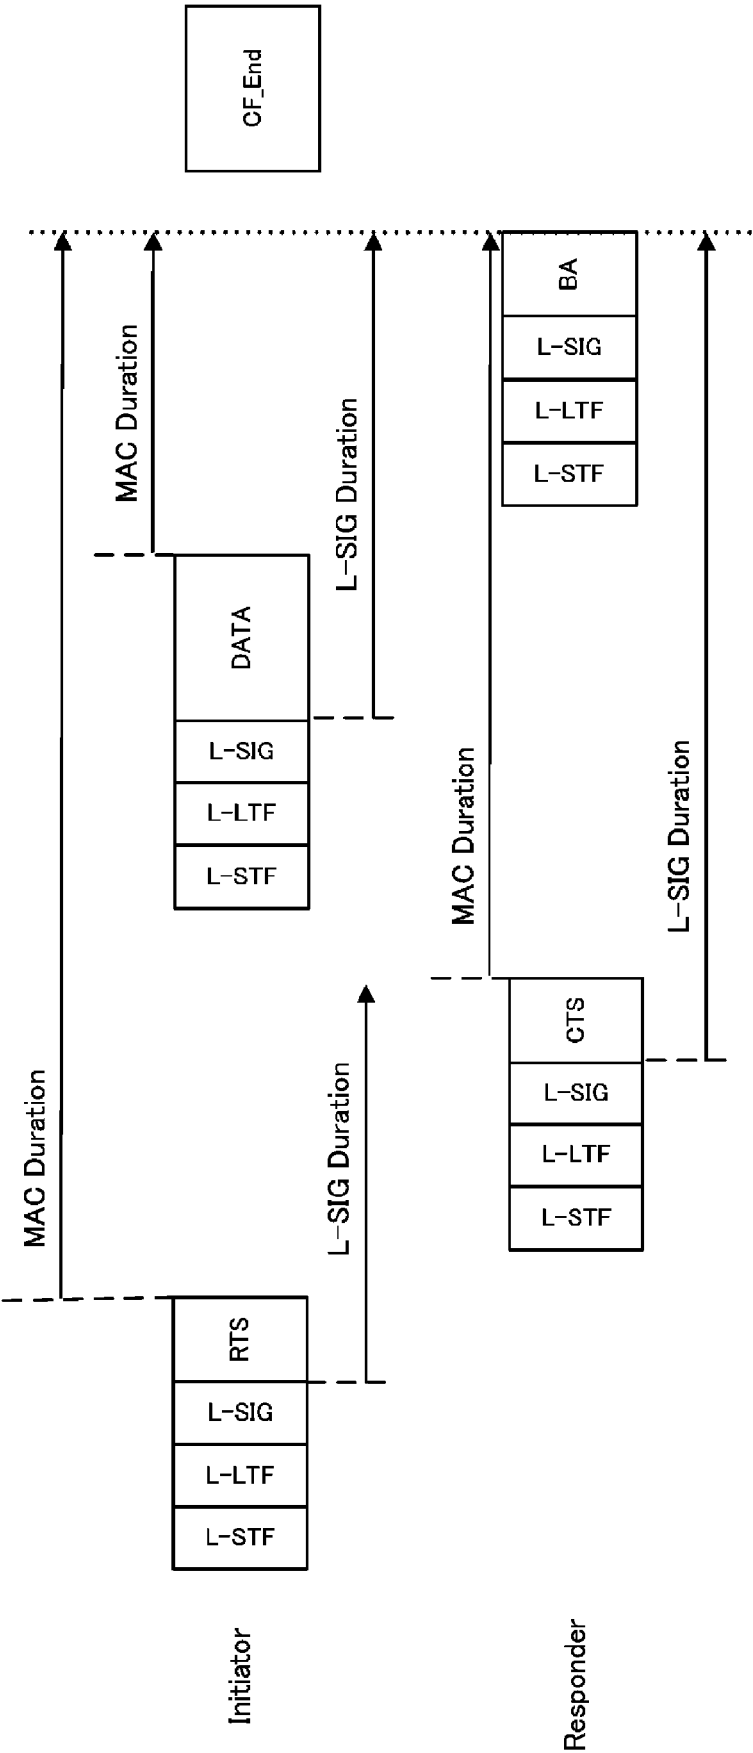 CF_End
MAC Duration
MAC Duration
L-SIG Duration
DATA
L-SIG
L-LTF
L-STF
L-SIG Duration
RTS
L-SIG
L-LTF
L-STF
Initiator
BA
L-SIG
L-LTF
L-STF
MAC Duration
L-SIG Duration
CTS
L-SIG
L-LTF
L-STF
Responder